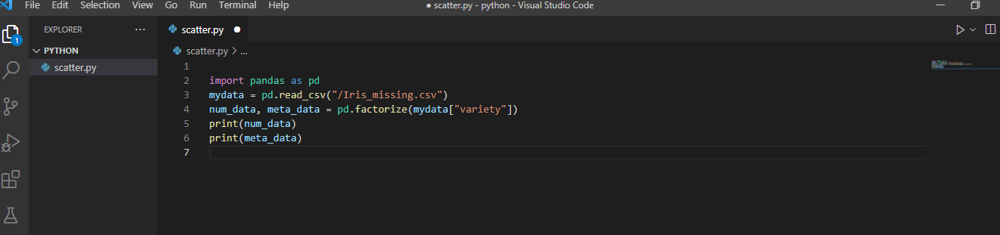 File Edit Selection View Go Run Terminal Help
● scatter.py - python - Visual Studio Code
1
EXPLORER ...
scatter.py ●
PYTHON
scatter.py
scatter.py > ...
1
2 import pandas as pd
3 mydata = pd.read_csv("/Iris_missing.csv")
4 num_data, meta_data = pd.factorize(mydata["variety"])
5 print(num_data)
6 print(meta_data)
7